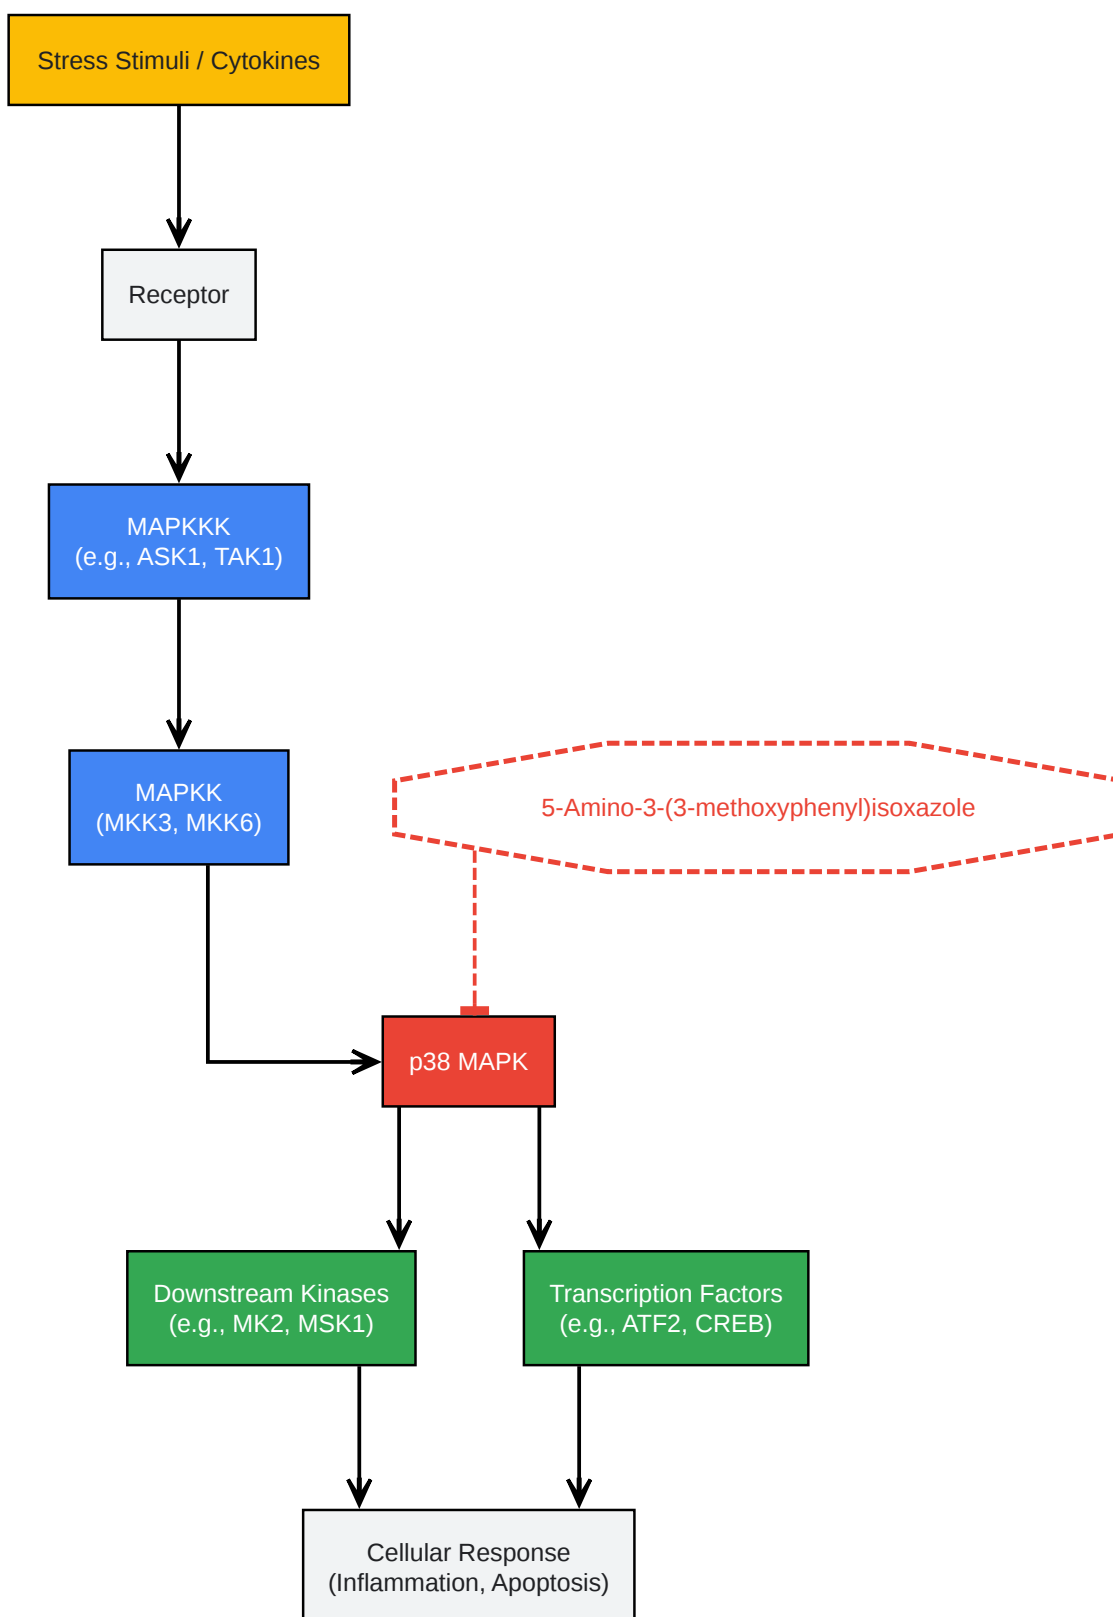 Stress Stimuli / Cytokines
Receptor
MAPKKK
(e.g., ASK1, TAK1)
MAPKK
(MKK3, MKK6)
5-Amino-3-(3-methoxyphenyl)isoxazole
p38 MAPK
Downstream Kinases
(e.g., MK2, MSK1)
Transcription Factors
(e.g., ATF2, CREB)
Cellular Response
(Inflammation, Apoptosis)